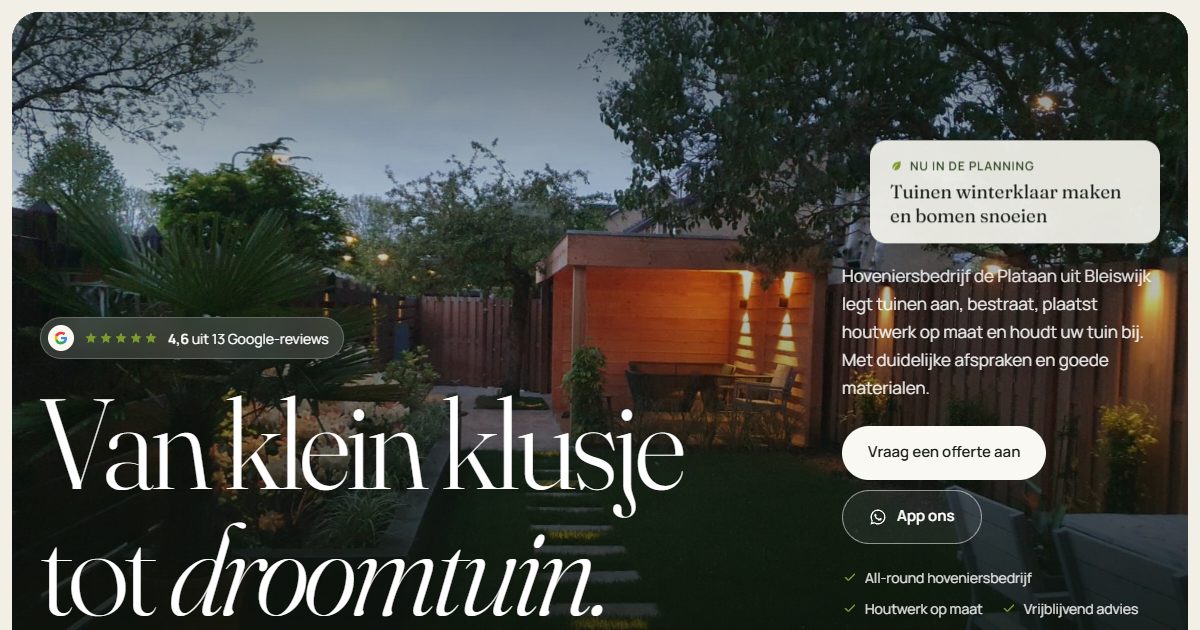 NU IN DE PLANNING
Tuinen winterklaar maken
en bomen snoeien
Hoveniersbedrijf de Plataan uit Bleiswijk
legt tuinen aan, bestraat, plaatst
houtwerk op maat en houdt uw tuin bij.
Met duidelijke afspraken en goede
materialen.
4,6 uit 13 Google-reviews
Van klein klusje
tot droomtuin.
Vraag een offerte aan
App ons
All-round hoveniersbedrijf
Houtwerk op maat
Vrijblijvend advies